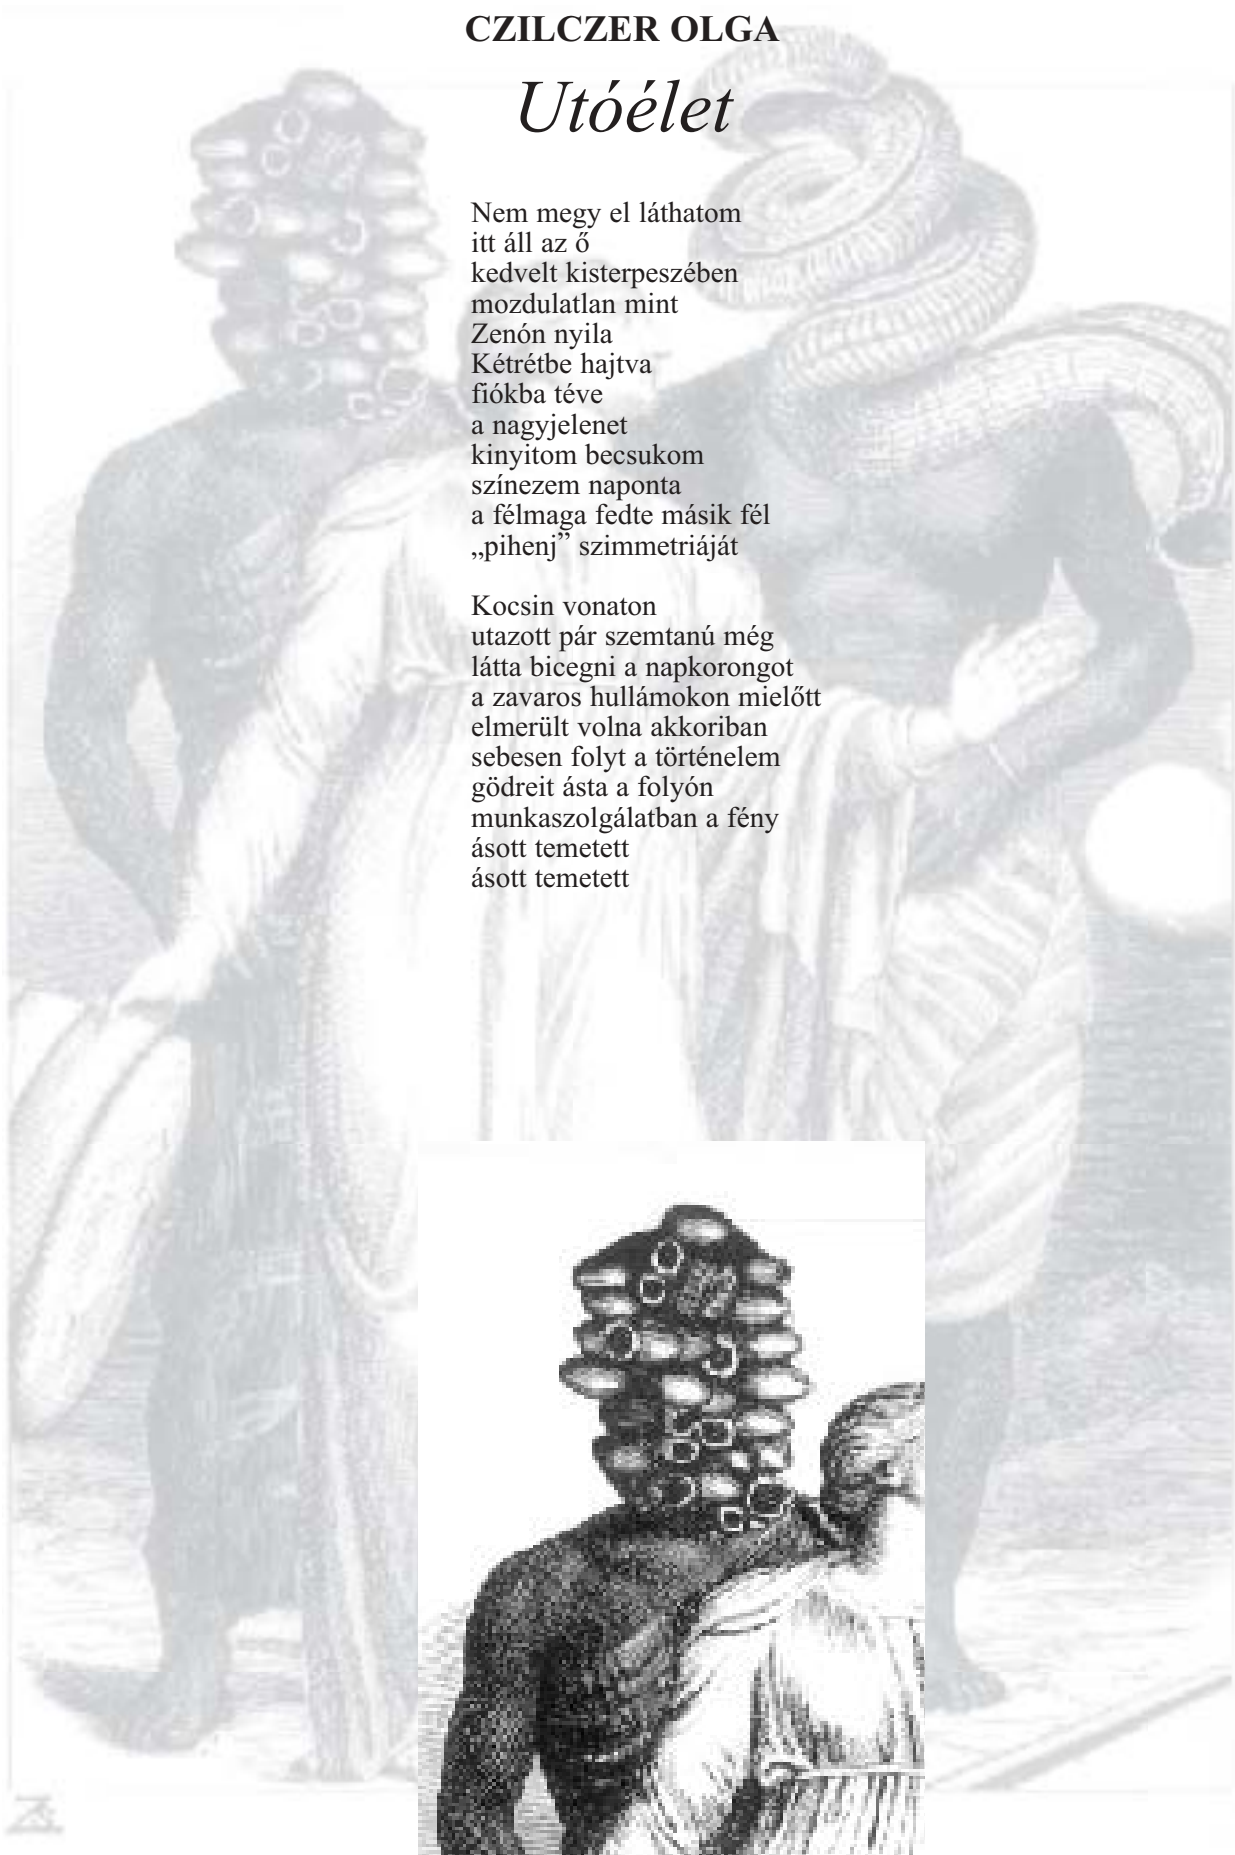 CZILCZER OLGA
Utóélet
Nem megy el láthatom
itt áll az ő
kedvelt kisterpeszében
mozdulatlan mint
Zenón nyila
Kétrétbe hajtva
fiókba téve
a nagyjelenet
kinyitom becsukom
színezem naponta
a félmaga fedte másik fél
„pihenj” szimmetriáját

Kocsin vonaton
utazott pár szemtanú még
látta bicegni a napkorongot
a zavaros hullámokon mielőtt
elmerült volna akkoriban
sebesen folyt a történelem
gödreit ásta a folyón
munkaszolgálatban a fény
ásott temetett
ásott temetett